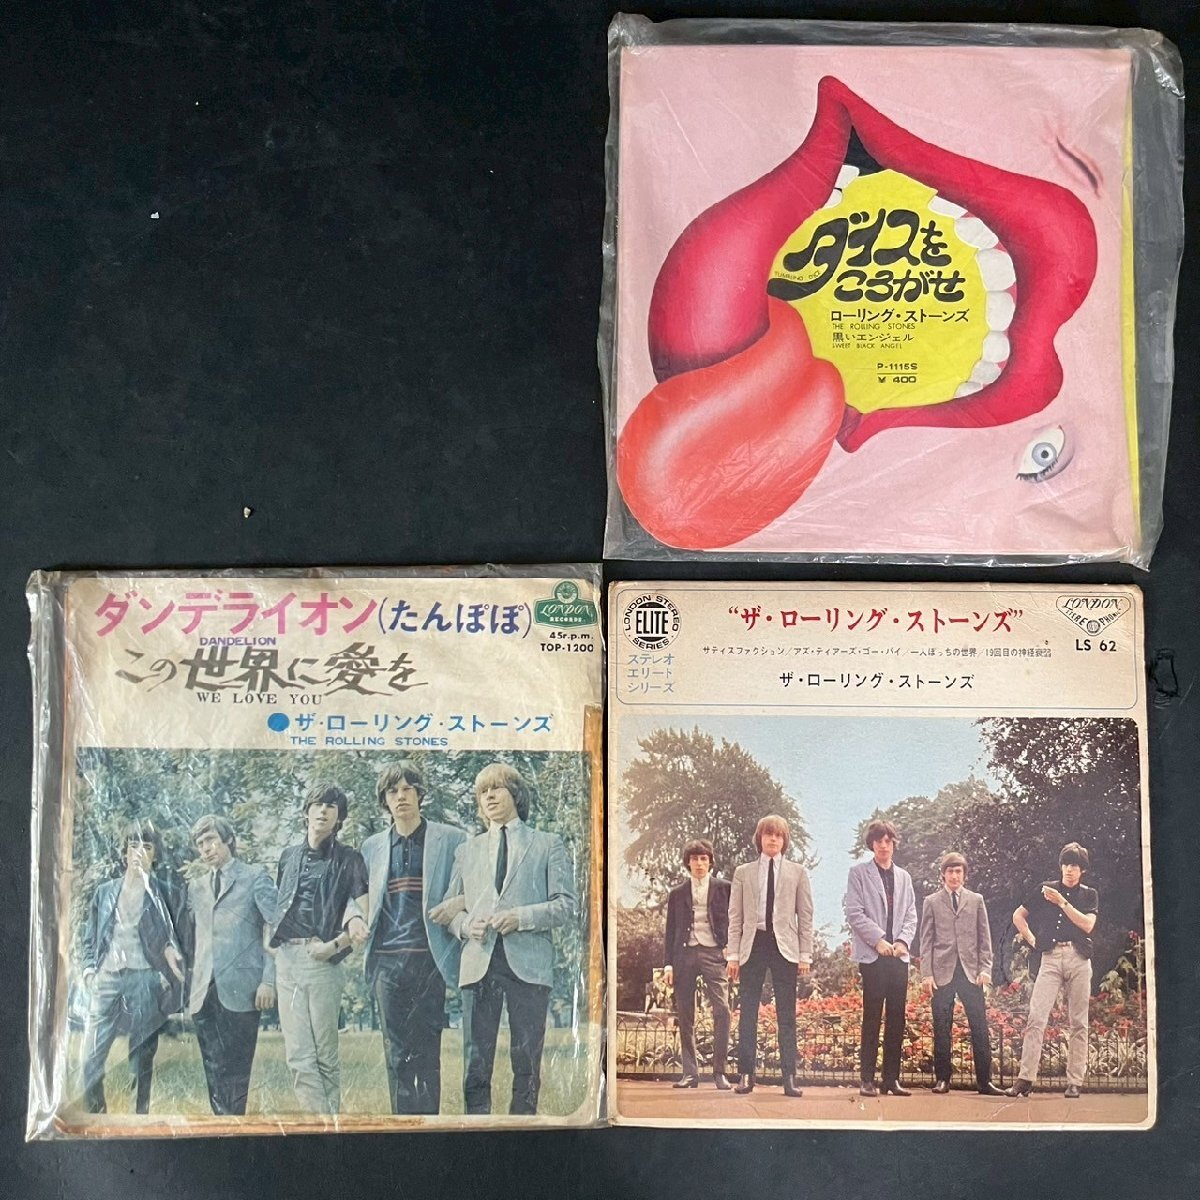 ダイスを
TUMBLING DICE
ころがせ
ローリング・ストーンズ
THE ROLLING STONES
黒いエンジェル
SWEET BLACK ANGEL
P-1115S
¥ 400
ダンデライオン(たんぽぽ)
DANDELION
この世界に愛を
WE LOVE YOU
●ザ・ローリング・ストーンズ
THE ROLLING STONES
LONDON
RECORDS
45r.p.m.
TOP-1200
LONDON STEREO
ELITE
SERIES
ステレオ
エリート
シリーズ
“ザ・ローリング・ストーンズ”
サティスファクション/アズ・ティアーズ・ゴー・バイ/一人ぼっちの世界/19回目の神経衰弱
ザ・ローリング・ストーンズ
LONDON
STEREO PHONIC
LS 62